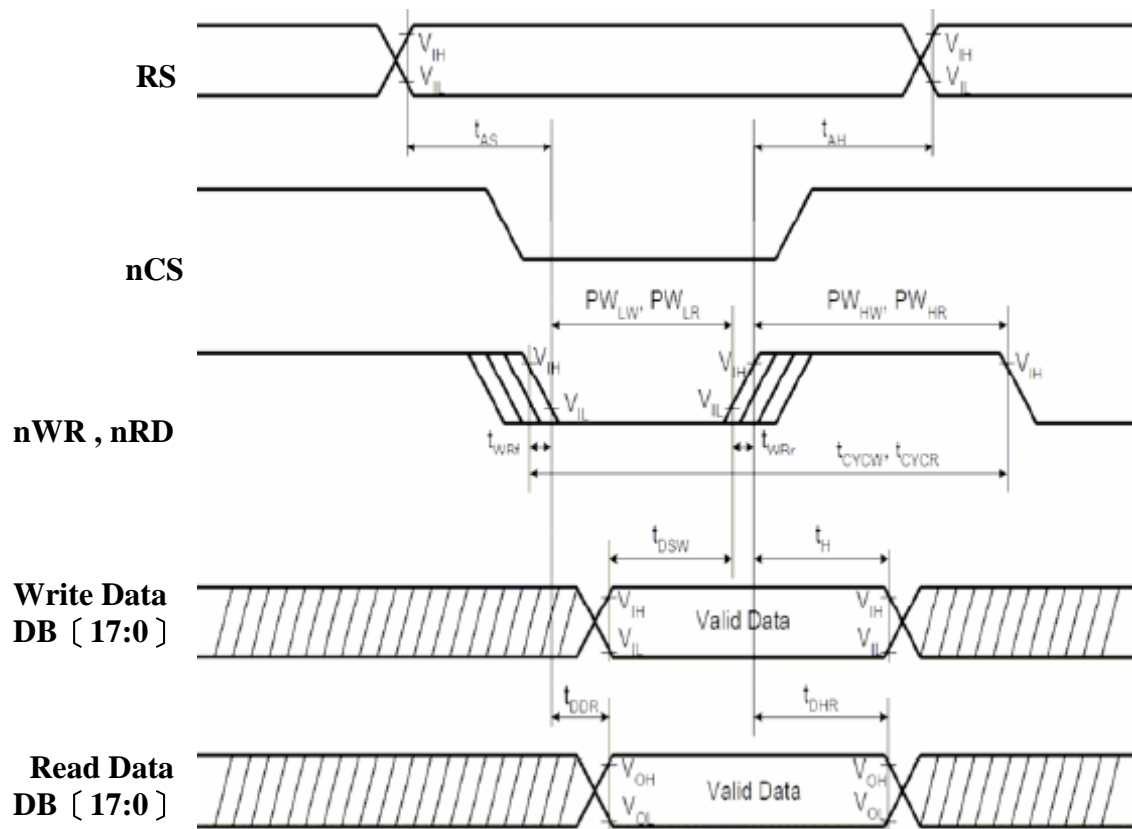 V_IH
RS
V_IL
V_IH
V_IL
t_AS
t_AH
nCS
PW_LW, PW_LR
PW_HW, PW_HR
V_IH
V_IH
V_IH
V_IL
V_IL
nWR , nRD
t_WRf
t_WRr
t_CYCW, t_CYCR
t_DSW
t_H
Write Data
DB〔17:0〕
V_IH
Valid Data
V_IH
V_IL
V_IL
t_DDR
t_DHR
Read Data
DB〔17:0〕
V_OH
Valid Data
V_OH
V_OL
V_OL